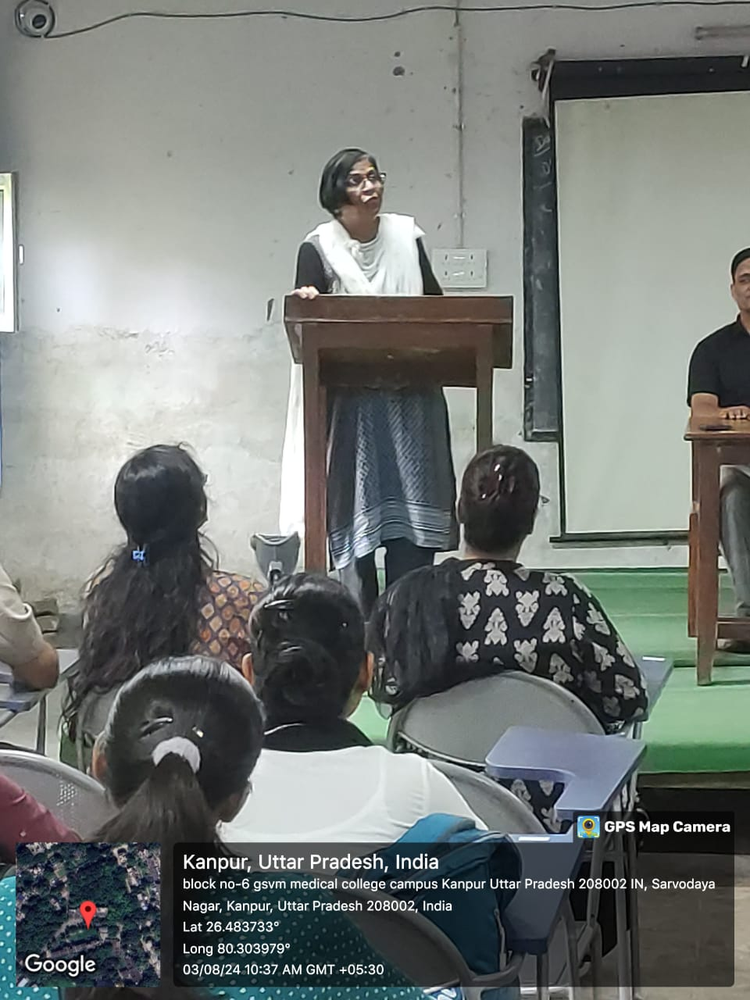 GPS Map Camera
Kanpur, Uttar Pradesh, India
block no-6 gsvm medical college campus Kanpur Uttar Pradesh 208002 IN, Sarvodaya
Nagar, Kanpur, Uttar Pradesh 208002, India
Lat 26.483733°
Long 80.303979°
03/08/24 10:37 AM GMT +05:30
Google